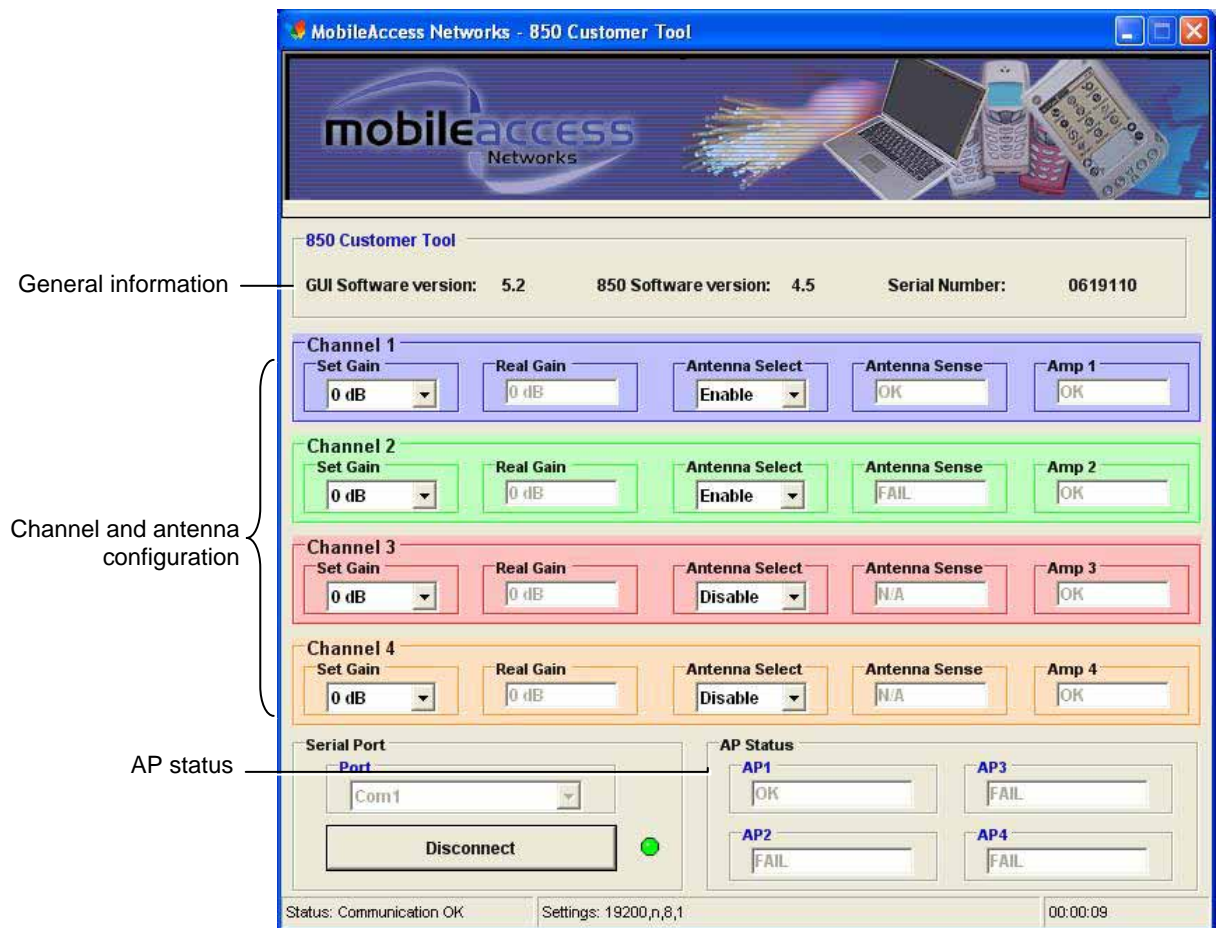 MobileAccess Networks - 850 Customer Tool
mobileaccess
Networks
850 Customer Tool
General information
GUI Software version: 5.2 850 Software version: 4.5 Serial Number: 0619110
Channel 1
Set Gain Real Gain Antenna Select Antenna Sense Amp 1
0 dB 0 dB Enable OK OK
Channel 2
Set Gain Real Gain Antenna Select Antenna Sense Amp 2
0 dB 0 dB Enable FAIL OK
Channel and antenna
configuration
Channel 3
Set Gain Real Gain Antenna Select Antenna Sense Amp 3
0 dB 0 dB Disable N/A OK
Channel 4
Set Gain Real Gain Antenna Select Antenna Sense Amp 4
0 dB 0 dB Disable N/A OK
Serial Port AP Status
AP status
Port AP1 AP3
Com1 OK FAIL
Disconnect
AP2 AP4
FAIL FAIL
Status: Communication OK Settings: 19200,n,8,1 00:00:09